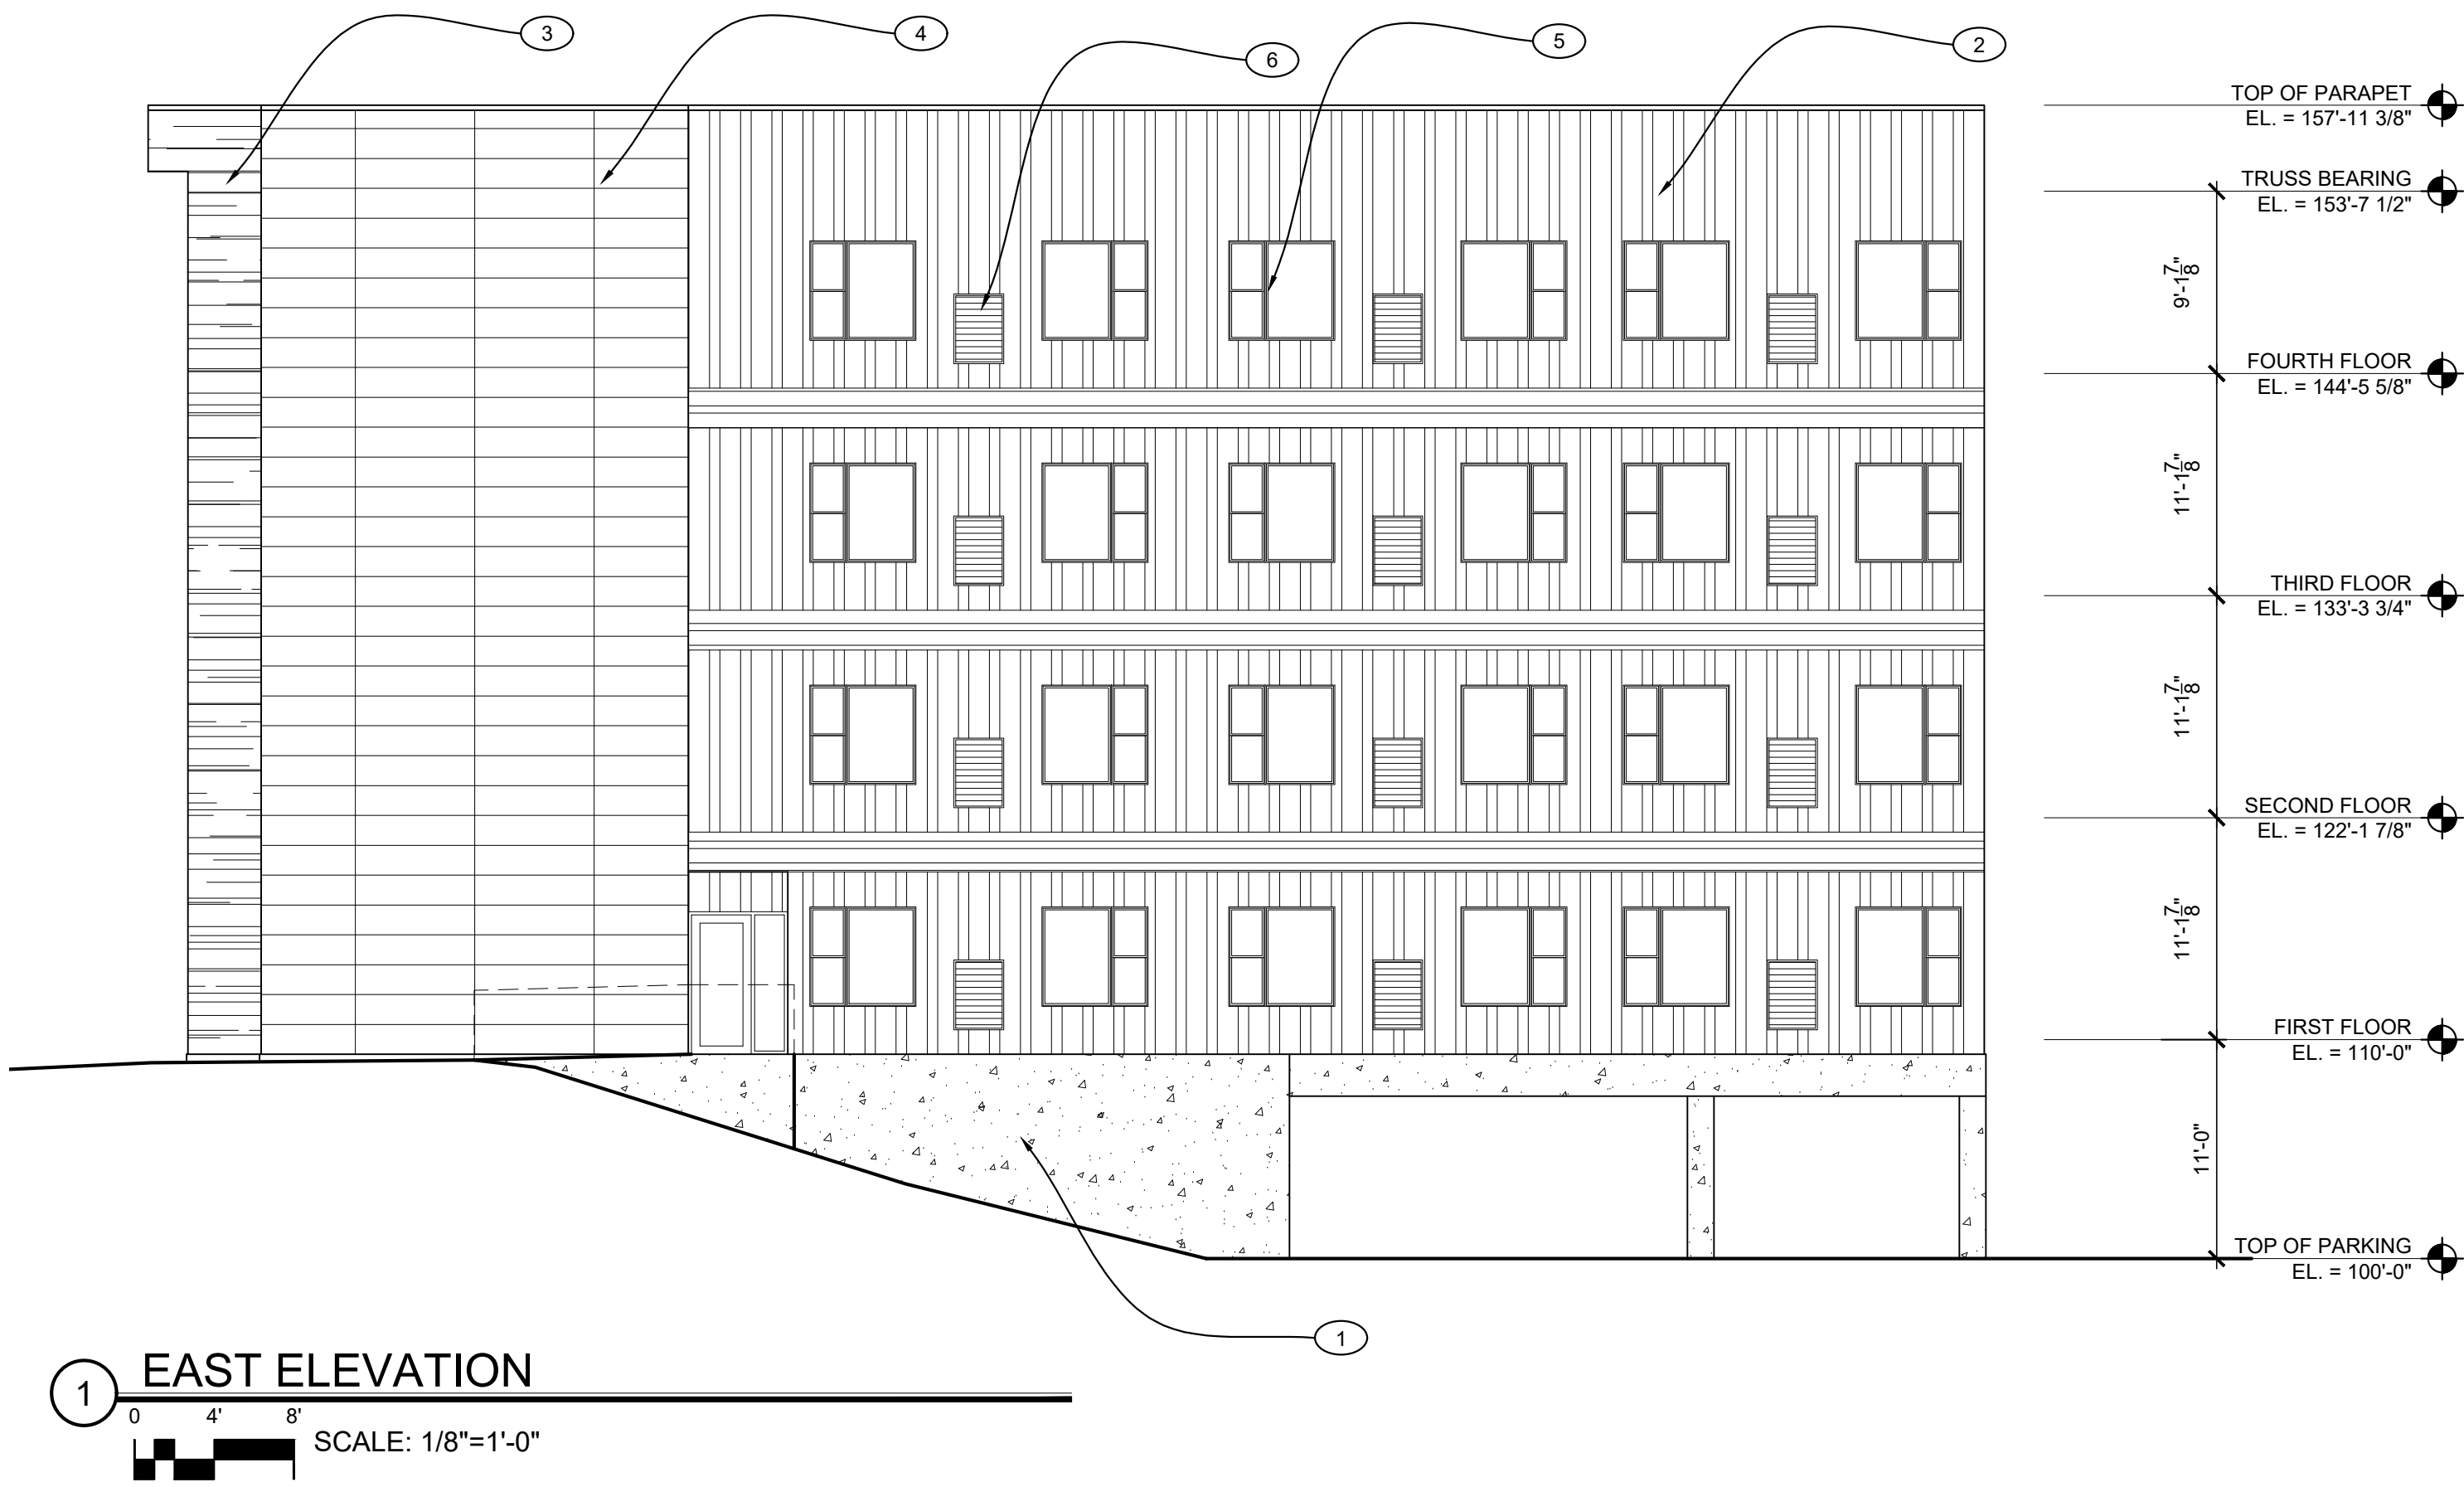 3
4
6
5
2
TOP OF PARAPET
EL. = 157'-11 3/8"
TRUSS BEARING
EL. = 153'-7 1/2"
9'-1 7/8"
FOURTH FLOOR
EL. = 144'-5 5/8"
11'-1 7/8"
THIRD FLOOR
EL. = 133'-3 3/4"
11'-1 7/8"
SECOND FLOOR
EL. = 122'-1 7/8"
11'-1 7/8"
FIRST FLOOR
EL. = 110'-0"
11'-0"
TOP OF PARKING
EL. = 100'-0"
1
1
EAST ELEVATION
0 4' 8'
SCALE: 1/8"=1'-0"